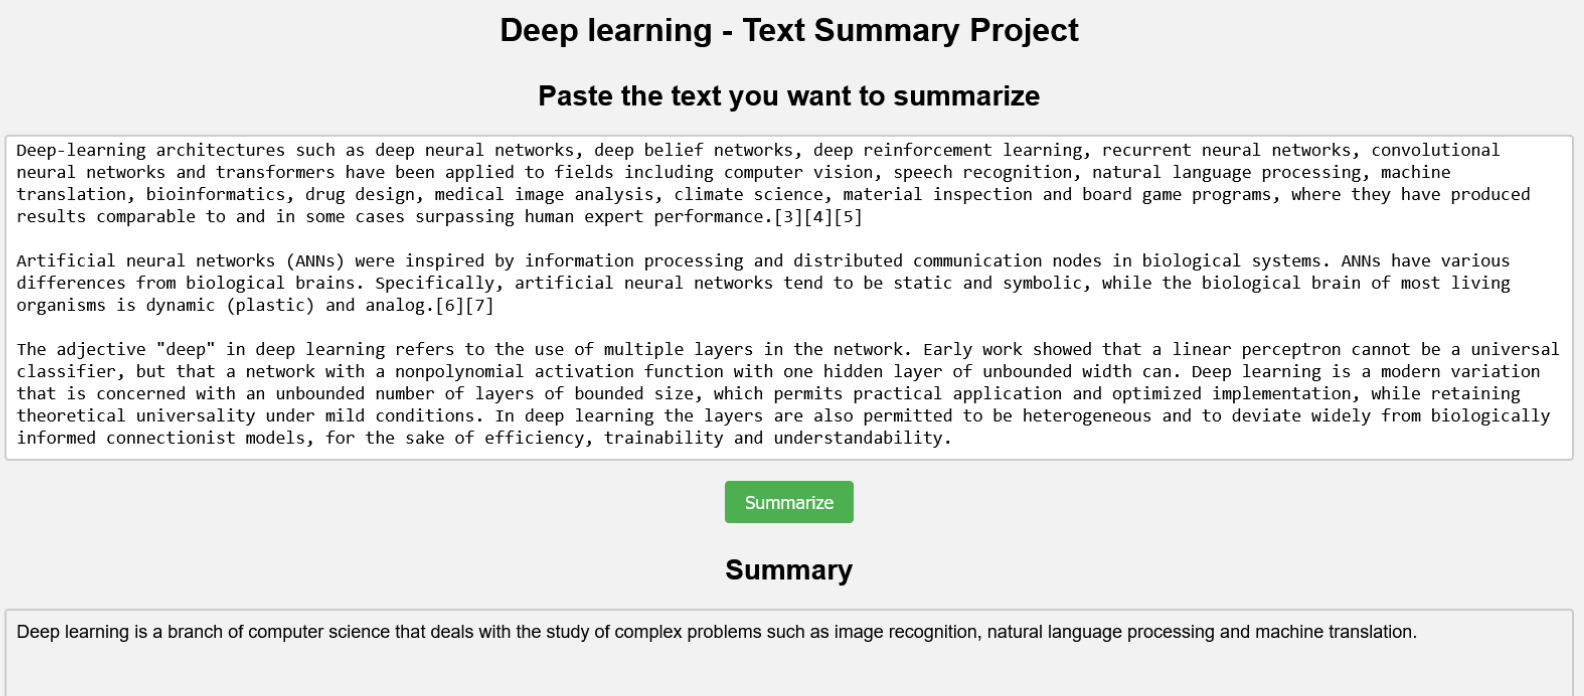 Deep learning - Text Summary Project
Paste the text you want to summarize
Deep-learning architectures such as deep neural networks, deep belief networks, deep reinforcement learning, recurrent neural networks, convolutional
neural networks and transformers have been applied to fields including computer vision, speech recognition, natural language processing, machine
translation, bioinformatics, drug design, medical image analysis, climate science, material inspection and board game programs, where they have produced
results comparable to and in some cases surpassing human expert performance.[3][4][5]
Artificial neural networks (ANNs) were inspired by information processing and distributed communication nodes in biological systems. ANNs have various
differences from biological brains. Specifically, artificial neural networks tend to be static and symbolic, while the biological brain of most living
organisms is dynamic (plastic) and analog.[6][7]
The adjective "deep" in deep learning refers to the use of multiple layers in the network. Early work showed that a linear perceptron cannot be a universal
classifier, but that a network with a nonpolynomial activation function with one hidden layer of unbounded width can. Deep learning is a modern variation
that is concerned with an unbounded number of layers of bounded size, which permits practical application and optimized implementation, while retaining
theoretical universality under mild conditions. In deep learning the layers are also permitted to be heterogeneous and to deviate widely from biologically
informed connectionist models, for the sake of efficiency, trainability and understandability.
Summarize
Summary
Deep learning is a branch of computer science that deals with the study of complex problems such as image recognition, natural language processing and machine translation.